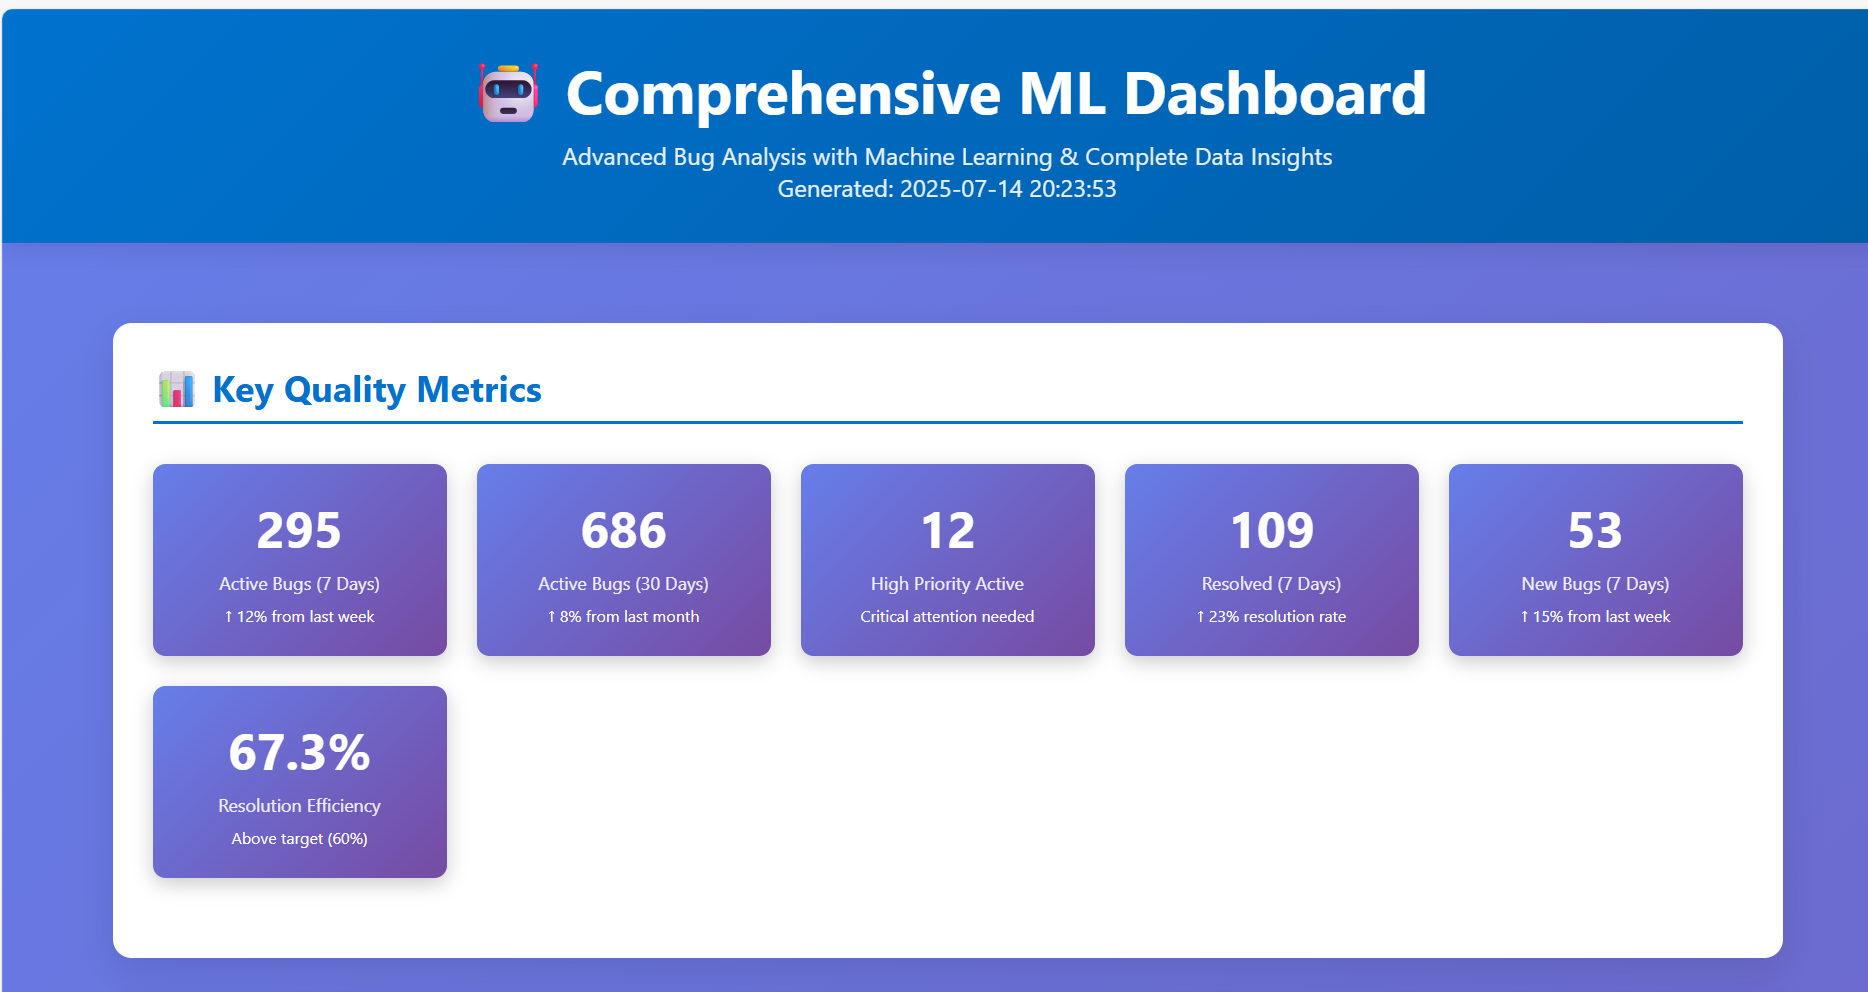 Comprehensive ML Dashboard
Advanced Bug Analysis with Machine Learning & Complete Data Insights
Generated: 2025-07-14 20:23:53
Key Quality Metrics
295
Active Bugs (7 Days)
↑ 12% from last week
686
Active Bugs (30 Days)
↑ 8% from last month
12
High Priority Active
Critical attention needed
109
Resolved (7 Days)
↑ 23% resolution rate
53
New Bugs (7 Days)
↑ 15% from last week
67.3%
Resolution Efficiency
Above target (60%)